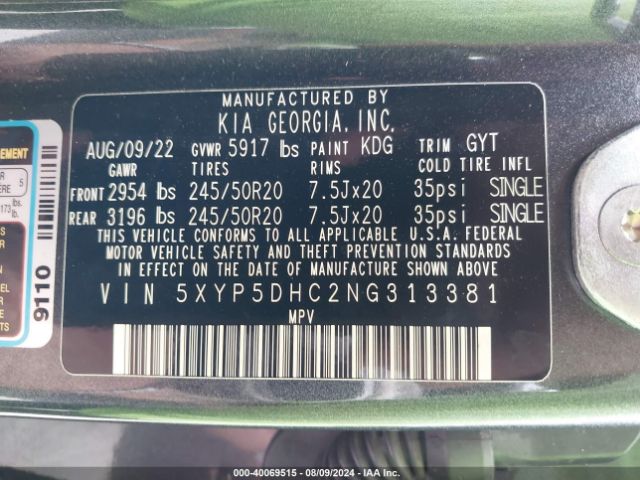 MANUFACTURED BY
KIA GEORGIA, INC.
AUG/09/22 GVWR 5917 lbs PAINT KDG TRIM GYT
GAWR TIRES RIMS COLD TIRE INFL
FRONT 2954 lbs 245/50R20 7.5Jx20 35psi SINGLE
REAR 3196 lbs 245/50R20 7.5Jx20 35psi SINGLE
THIS VEHICLE CONFORMS TO ALL APPLICABLE U.S.A. FEDERAL
MOTOR VEHICLE SAFETY AND THEFT PREVENTION STANDARDS
IN EFFECT ON THE DATE OF MANUFACTURE SHOWN ABOVE
VIN 5XYP5DHC2NG313381
MPV
9110
000-40069515 - 08/09/2024 - IAA Inc.